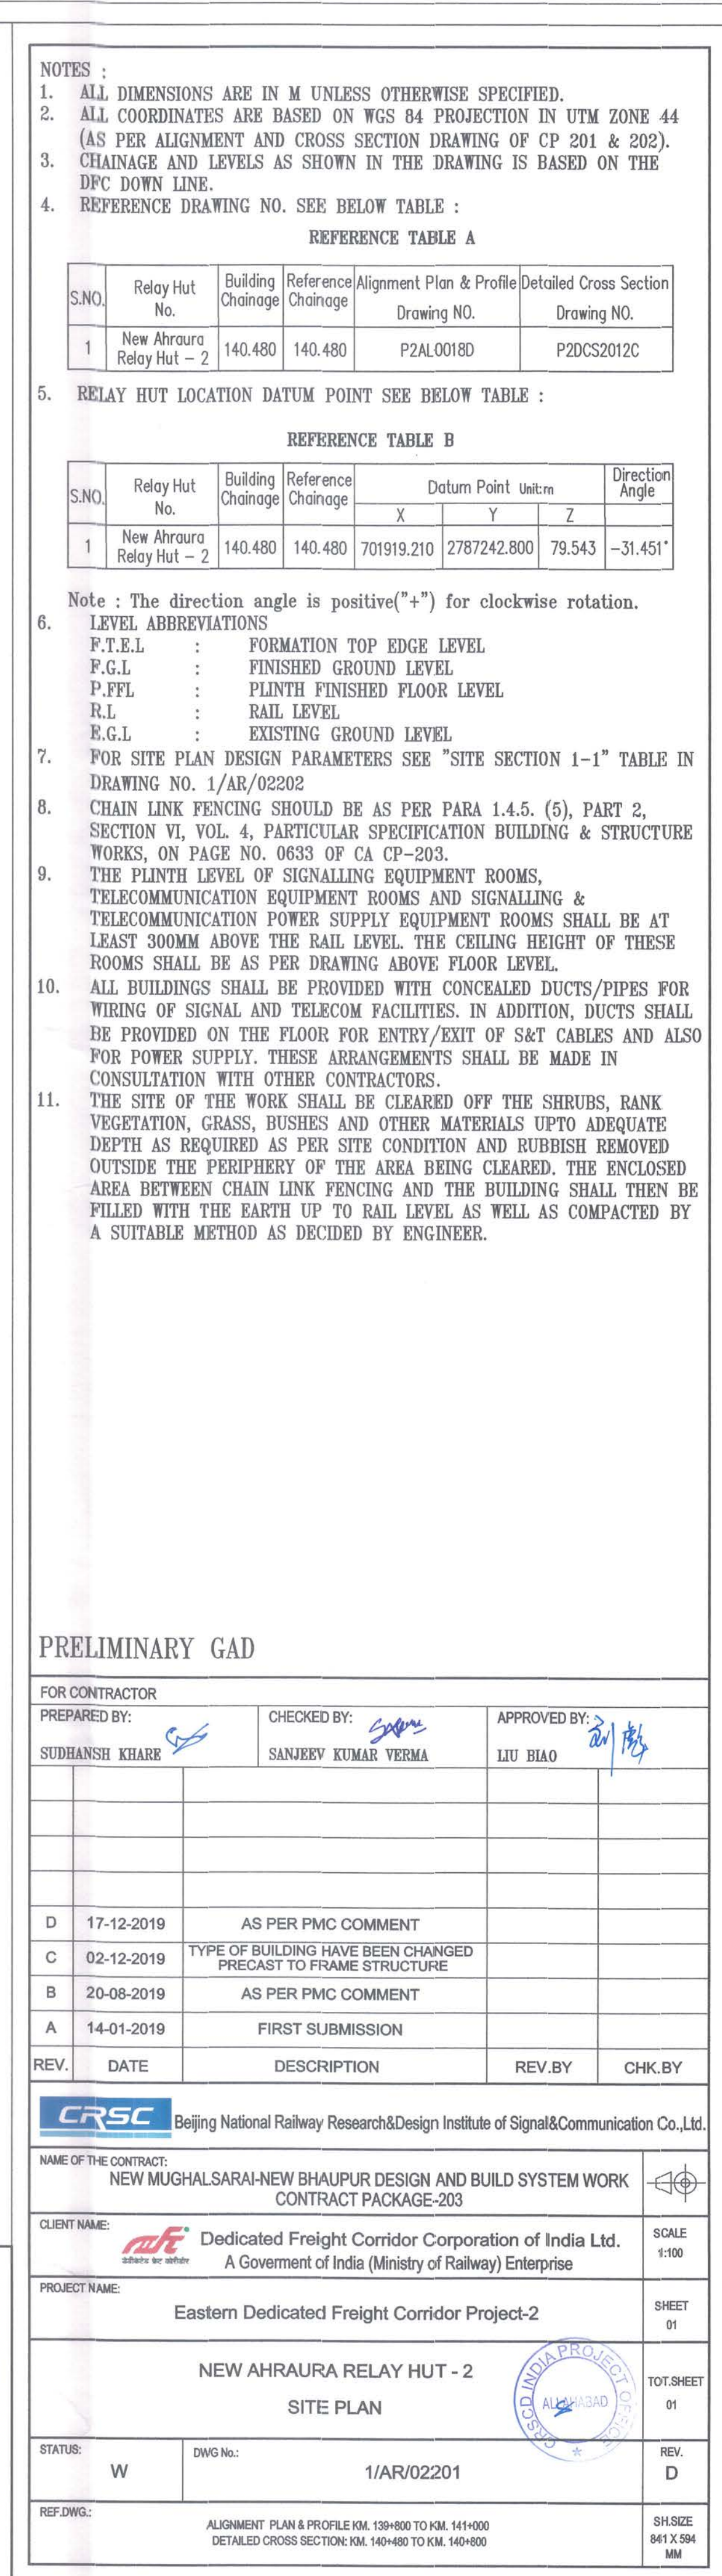 NOTES :
1. ALL DIMENSIONS ARE IN M UNLESS OTHERWISE SPECIFIED.
2. ALL COORDINATES ARE BASED ON WGS 84 PROJECTION IN UTM ZONE 44
(AS PER ALIGNMENT AND CROSS SECTION DRAWING OF CP 201 & 202).
3. CHAINAGE AND LEVELS AS SHOWN IN THE DRAWING IS BASED ON THE
DFC DOWN LINE.
4. REFERENCE DRAWING NO. SEE BELOW TABLE :
REFERENCE TABLE A
S.NO. Relay Hut No. Building Chainage Reference Chainage Alignment Plan & Profile Drawing NO. Detailed Cross Section Drawing NO.
1 New Ahraura Relay Hut – 2 140.480 140.480 P2AL0018D P2DCS2012C
5. RELAY HUT LOCATION DATUM POINT SEE BELOW TABLE :
REFERENCE TABLE B
S.NO. Relay Hut No. Building Chainage Reference Chainage Datum Point Unit:m Direction Angle
X Y Z
1 New Ahraura Relay Hut – 2 140.480 140.480 701919.210 2787242.800 79.543 -31.451°
Note : The direction angle is positive("+") for clockwise rotation.
6. LEVEL ABBREVIATIONS
F.T.E.L : FORMATION TOP EDGE LEVEL
F.G.L : FINISHED GROUND LEVEL
P.FFL : PLINTH FINISHED FLOOR LEVEL
R.L : RAIL LEVEL
E.G.L : EXISTING GROUND LEVEL
7. FOR SITE PLAN DESIGN PARAMETERS SEE "SITE SECTION 1-1" TABLE IN
DRAWING NO. 1/AR/02202
8. CHAIN LINK FENCING SHOULD BE AS PER PARA 1.4.5. (5), PART 2,
SECTION VI, VOL. 4, PARTICULAR SPECIFICATION BUILDING & STRUCTURE
WORKS, ON PAGE NO. 0633 OF CA CP-203.
9. THE PLINTH LEVEL OF SIGNALLING EQUIPMENT ROOMS,
TELECOMMUNICATION EQUIPMENT ROOMS AND SIGNALLING &
TELECOMMUNICATION POWER SUPPLY EQUIPMENT ROOMS SHALL BE AT
LEAST 300MM ABOVE THE RAIL LEVEL. THE CEILING HEIGHT OF THESE
ROOMS SHALL BE AS PER DRAWING ABOVE FLOOR LEVEL.
10. ALL BUILDINGS SHALL BE PROVIDED WITH CONCEALED DUCTS/PIPES FOR
WIRING OF SIGNAL AND TELECOM FACILITIES. IN ADDITION, DUCTS SHALL
BE PROVIDED ON THE FLOOR FOR ENTRY/EXIT OF S&T CABLES AND ALSO
FOR POWER SUPPLY. THESE ARRANGEMENTS SHALL BE MADE IN
CONSULTATION WITH OTHER CONTRACTORS.
11. THE SITE OF THE WORK SHALL BE CLEARED OFF THE SHRUBS, RANK
VEGETATION, GRASS, BUSHES AND OTHER MATERIALS UPTO ADEQUATE
DEPTH AS REQUIRED AS PER SITE CONDITION AND RUBBISH REMOVED
OUTSIDE THE PERIPHERY OF THE AREA BEING CLEARED. THE ENCLOSED
AREA BETWEEN CHAIN LINK FENCING AND THE BUILDING SHALL THEN BE
FILLED WITH THE EARTH UP TO RAIL LEVEL AS WELL AS COMPACTED BY
A SUITABLE METHOD AS DECIDED BY ENGINEER.
PRELIMINARY GAD
FOR CONTRACTOR
PREPARED BY: CHECKED BY: APPROVED BY:
SUDHANSH KHARE SANJEEV KUMAR VERMA LIU BIAO
D 17-12-2019 AS PER PMC COMMENT
C 02-12-2019 TYPE OF BUILDING HAVE BEEN CHANGED
PRECAST TO FRAME STRUCTURE
B 20-08-2019 AS PER PMC COMMENT
A 14-01-2019 FIRST SUBMISSION
REV. DATE DESCRIPTION REV.BY CHK.BY
CRSC Beijing National Railway Research&Design Institute of Signal&Communication Co.,Ltd.
NAME OF THE CONTRACT:
NEW MUGHALSARAI-NEW BHAUPUR DESIGN AND BUILD SYSTEM WORK
CONTRACT PACKAGE-203
CLIENT NAME:
डेडीकेटेड फ्रेट कोरीडोर
Dedicated Freight Corridor Corporation of India Ltd.
A Goverment of India (Ministry of Railway) Enterprise
SCALE
1:100
PROJECT NAME:
Eastern Dedicated Freight Corridor Project-2
SHEET
01
NEW AHRAURA RELAY HUT - 2
SITE PLAN
CRSCD INDIA PROJECT OFFICE
ALLAHABAD
TOT.SHEET
01
STATUS:
W
DWG No.:
1/AR/02201
REV.
D
REF.DWG.:
ALIGNMENT PLAN & PROFILE KM. 139+800 TO KM. 141+000
DETAILED CROSS SECTION: KM. 140+480 TO KM. 140+800
SH.SIZE
841 X 594
MM